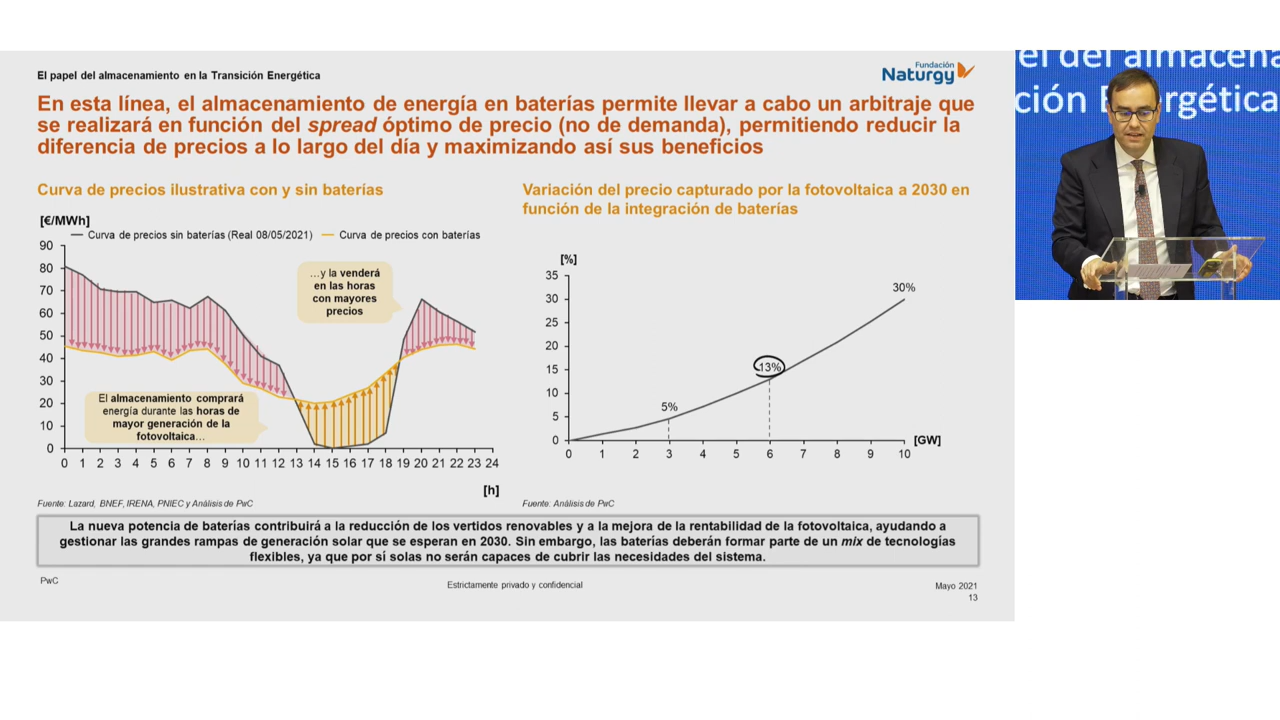 El papel del almacenamiento en la Transición Energética
Fundación
Naturgy
En esta línea, el almacenamiento de energía en baterías permite llevar a cabo un arbitraje que
se realizará en función del spread óptimo de precio (no de demanda), permitiendo reducir la
diferencia de precios a lo largo del día y maximizando así sus beneficios
Curva de precios ilustrativa con y sin baterías
[€/MWh]
Curva de precios sin baterías (Real 08/05/2021)
Curva de precios con baterías
90
80
70
60
50
40
30
20
10
0
…y la venderá
en las horas
con mayores
precios
El almacenamiento comprará
energía durante las horas de
mayor generación de la
fotovoltaica…
0 1 2 3 4 5 6 7 8 9 10 11 12 13 14 15 16 17 18 19 20 21 22 23 24
[h]
Fuente: Lazard, BNEF, IRENA, PNIEC y Análisis de PwC
Variación del precio capturado por la fotovoltaica a 2030 en
función de la integración de baterías
[%]
35
30
25
20
15
10
5
0
5%
13%
30%
0 1 2 3 4 5 6 7 8 9 10
[GW]
Fuente: Análisis de PwC
La nueva potencia de baterías contribuirá a la reducción de los vertidos renovables y a la mejora de la rentabilidad de la fotovoltaica, ayudando a
gestionar las grandes rampas de generación solar que se esperan en 2030. Sin embargo, las baterías deberán formar parte de un mix de tecnologías
flexibles, ya que por sí solas no serán capaces de cubrir las necesidades del sistema.
PwC
Estrictamente privado y confidencial
Mayo 2021
13
el del almacena
ción E ergética